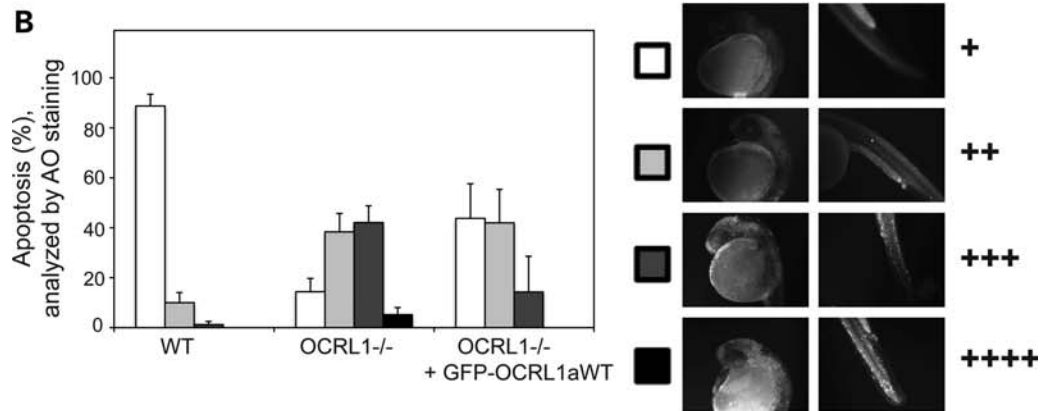 B
Apoptosis (%),
analyzed by AO staining
100
80
60
40
20
0
WT
OCRL1-/-
OCRL1-/-
+ GFP-OCRL1aWT
+
++
+++
++++